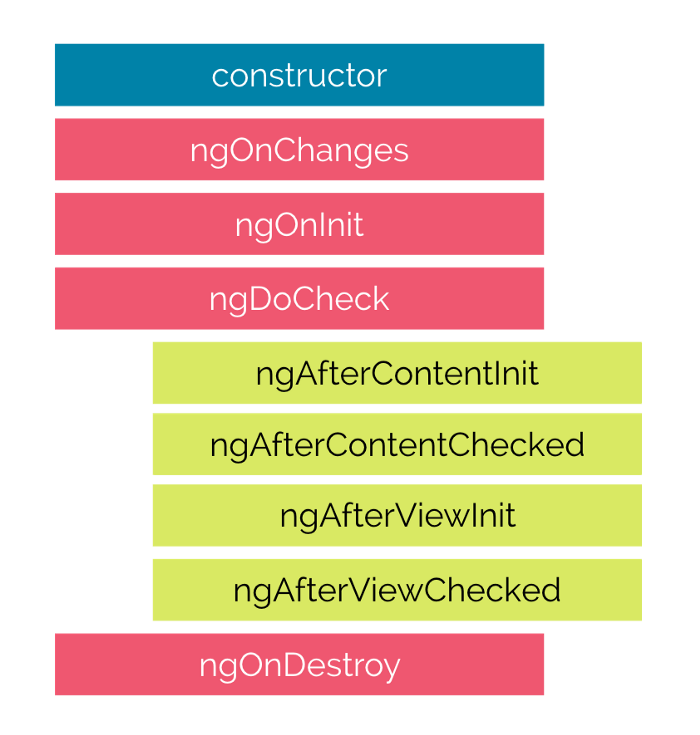 constructor
ngOnChanges
ngOnInit
ngDoCheck
ngAfterContentInit
ngAfterContentChecked
ngAfterViewInit
ngAfterViewChecked
ngOnDestroy